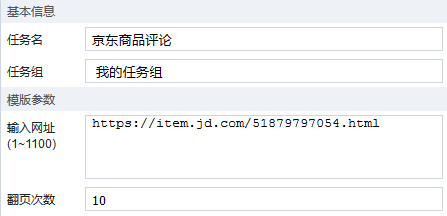 基本信息
任务名 京东商品评论
任务组 我的任务组
模版参数
输入网址 https://item.jd.com/51879797054.html
(1~1100)
翻页次数 10